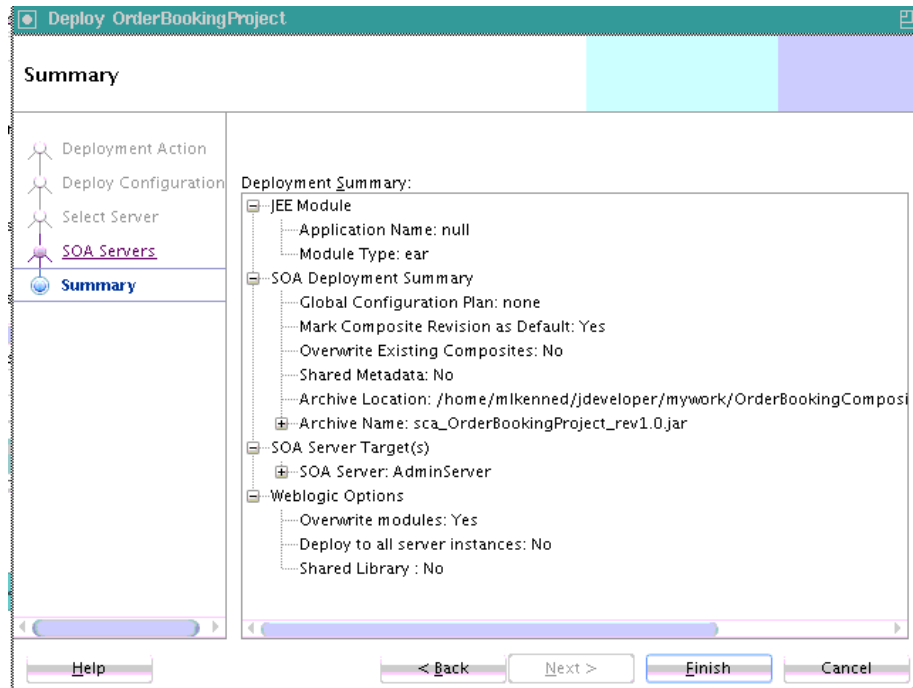 Deploy OrderBookingProject
Summary
Deployment Action
Deploy Configuration
Select Server
SOA Servers
Summary
Deployment Summary:
JEE Module
Application Name: null
Module Type: ear
SOA Deployment Summary
Global Configuration Plan: none
Mark Composite Revision as Default: Yes
Overwrite Existing Composites: No
Shared Metadata: No
Archive Location: /home/mlkenned/jdeveloper/mywork/OrderBookingComposi
Archive Name: sca_OrderBookingProject_rev1.0.jar
SOA Server Target(s)
SOA Server: AdminServer
Weblogic Options
Overwrite modules: Yes
Deploy to all server instances: No
Shared Library : No
Help
< Back
Next >
Finish
Cancel